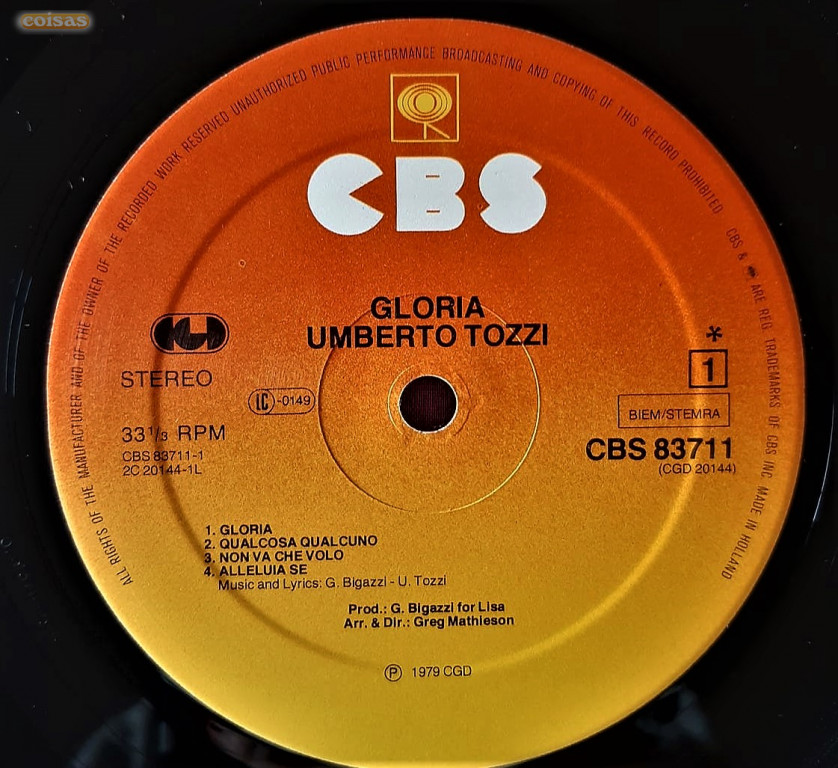 coisas
ALL RIGHTS OF THE MANUFACTURER AND OF THE OWNER OF THE RECORDED WORK RESERVED UNAUTHORIZED PUBLIC PERFORMANCE BROADCASTING AND COPYING OF THIS RECORD PROHIBITED CBS & ARE REG. TRADEMARKS OF CBS INC. MADE IN HOLLAND
CBS
GLORIA
UMBERTO TOZZI
STEREO
LC-0149
33 1/3 RPM
CBS 83711-1
2C 20144-1L
*
1
BIEM/STEMRA
CBS 83711
(CGD 20144)
1. GLORIA
2. QUALCOSA QUALCUNO
3. NON VA CHE VOLO
4. ALLELUIA SE
Music and Lyrics: G. Bigazzi - U. Tozzi
Prod.: G. Bigazzi for Lisa
Arr. & Dir.: Greg Mathieson
℗ 1979 CGD